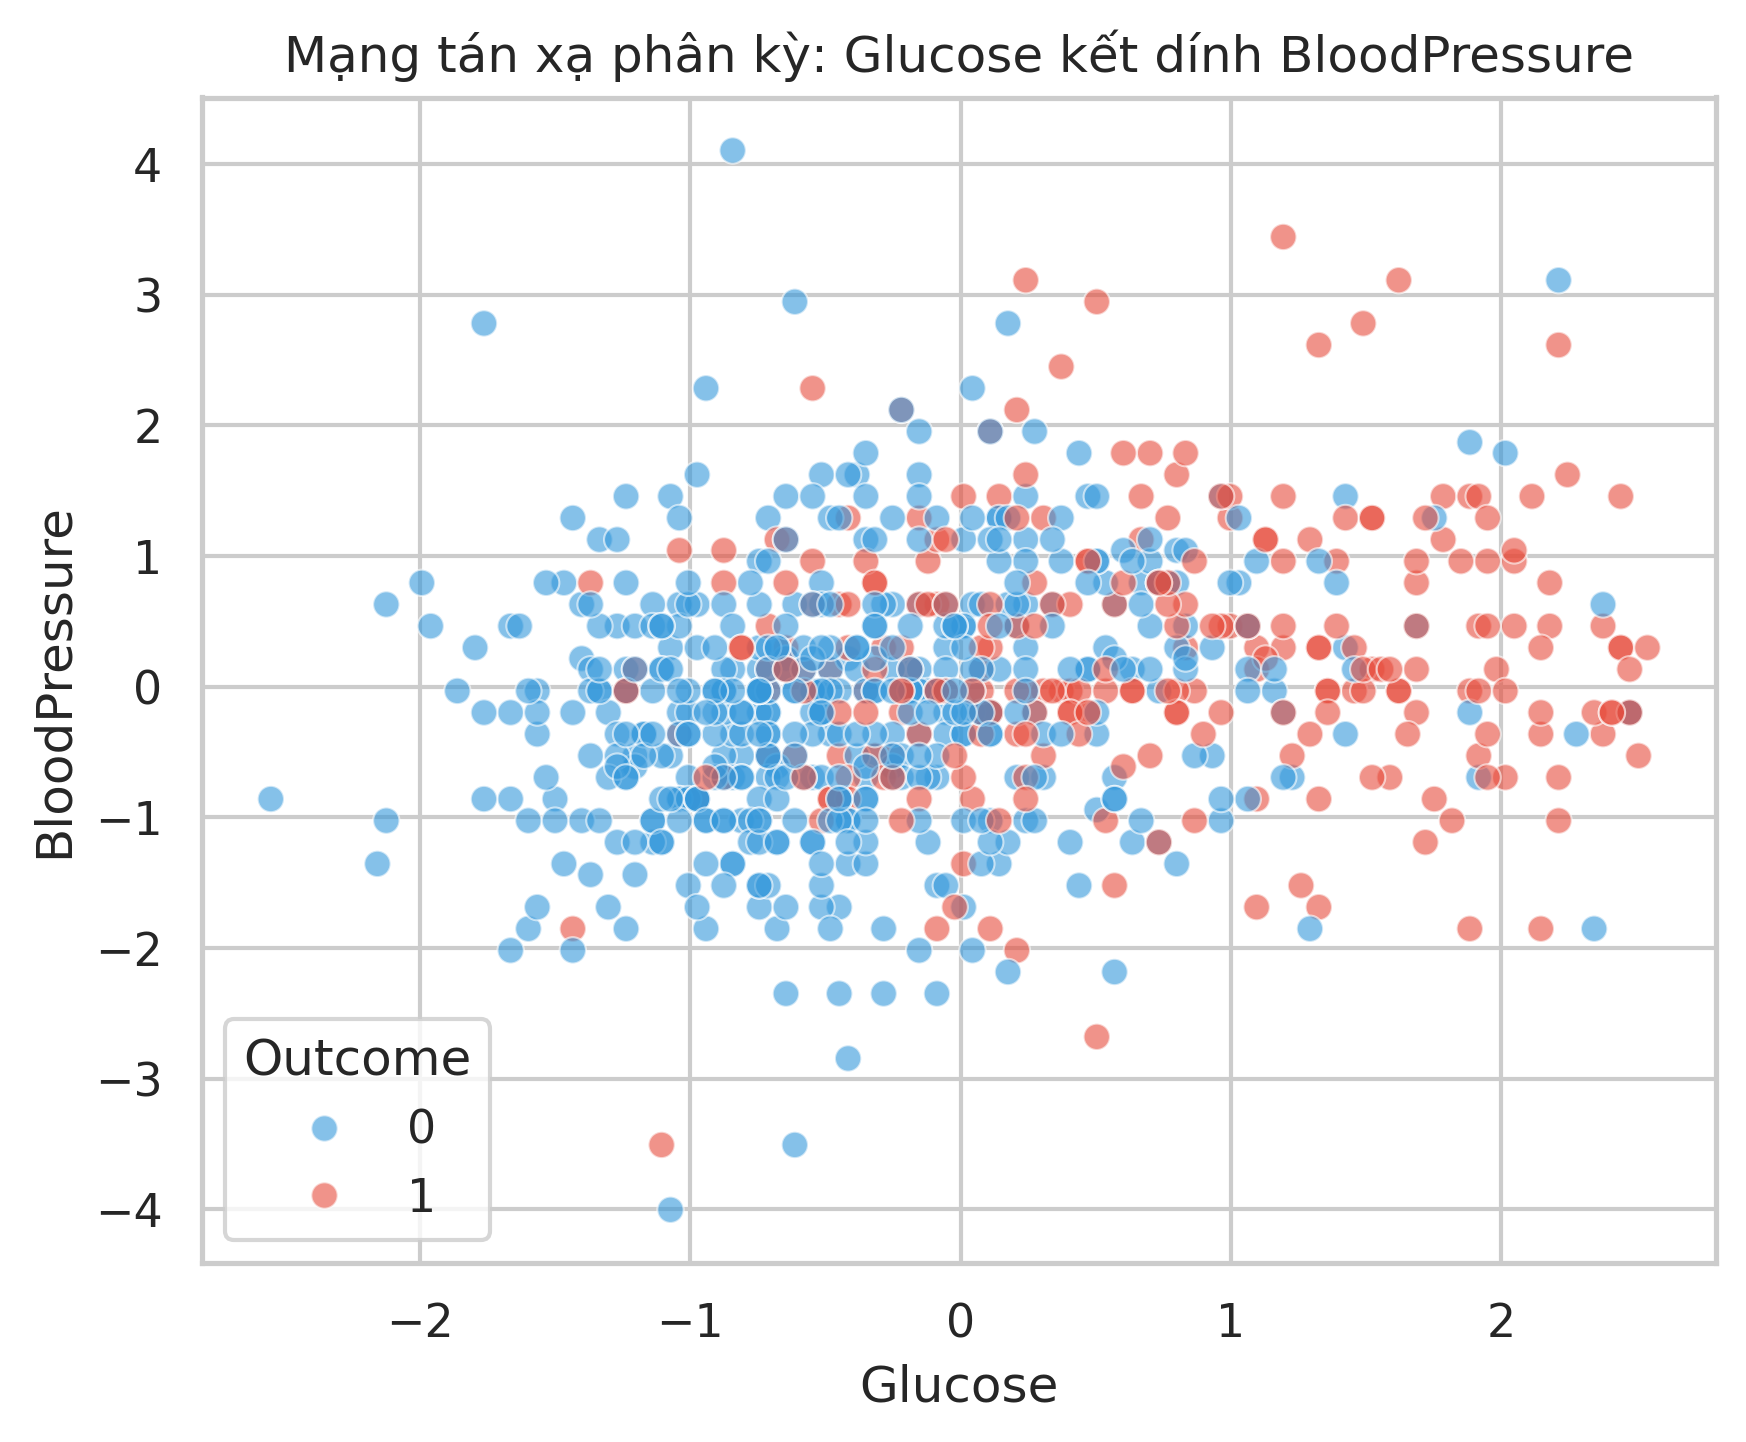 Mạng tán xạ phân kỳ: Glucose kết dính BloodPressure
4
3
2
1
0
−1
−2
−3
−4
BloodPressure
Outcome
0
1
−2 −1 0 1 2
Glucose